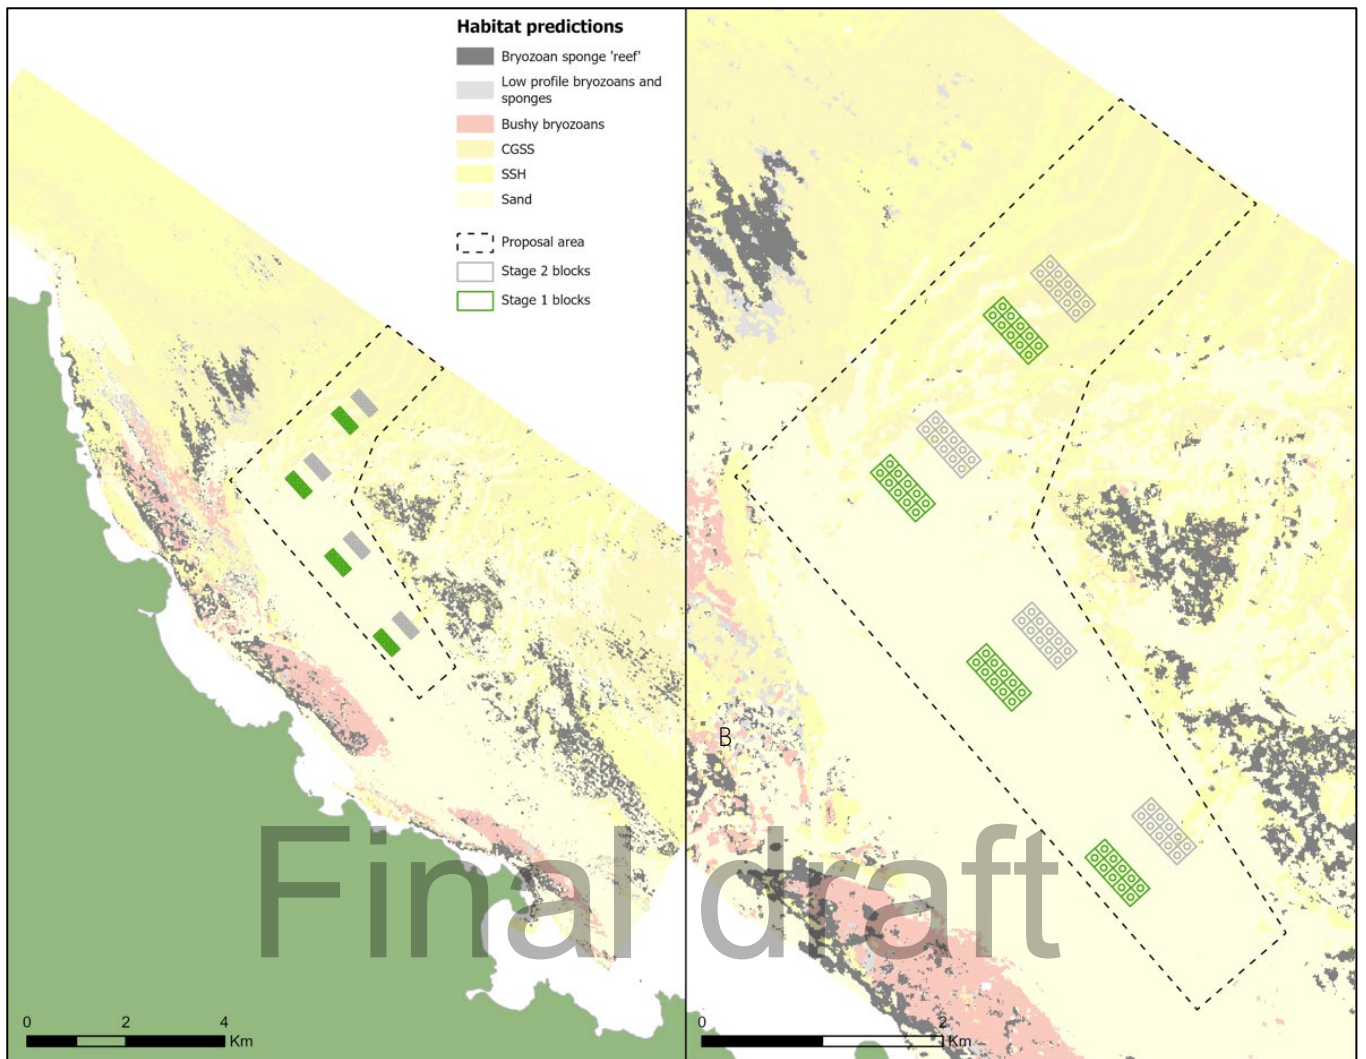 Habitat predictions
Bryozoan sponge 'reef'
Low profile bryozoans and
sponges
Bushy bryozoans
CGSS
SSH
Sand
Proposal area
Stage 2 blocks
Stage 1 blocks
B
Final draft
0 2 4
Km
0 2
Km